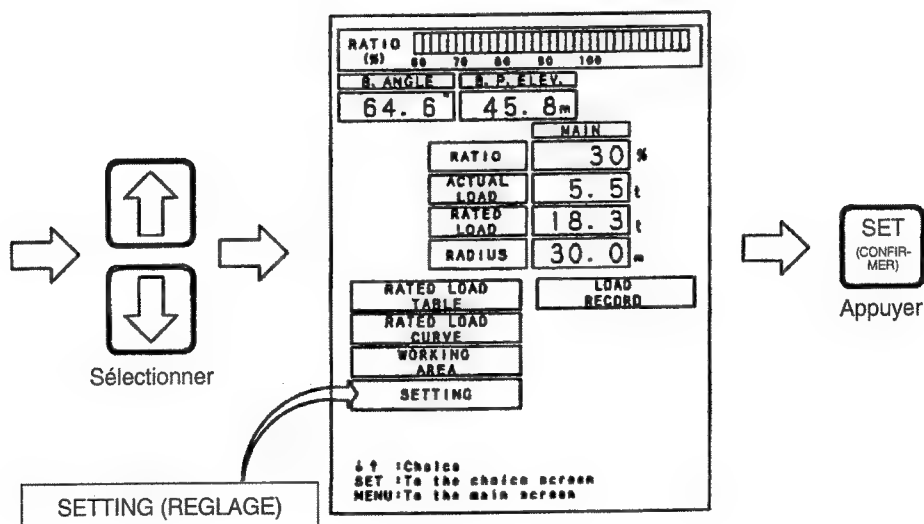 RATIO
(%)
60 70 80 90 100
B. ANGLE B. P. ELEV.
64. 6° 45. 8m
MAIN
RATIO 30 %
ACTUAL
LOAD 5. 5 t
RATED
LOAD 18. 3 t
RADIUS 30. 0 m
RATED LOAD
TABLE
LOAD
RECORD
RATED LOAD
CURVE
WORKING
AREA
SETTING
↓↑ :Choice
SET :To the choice screen
MENU:To the main screen
Sélectionner
SETTING (REGLAGE)
SET
(CONFIR-
MER)
Appuyer